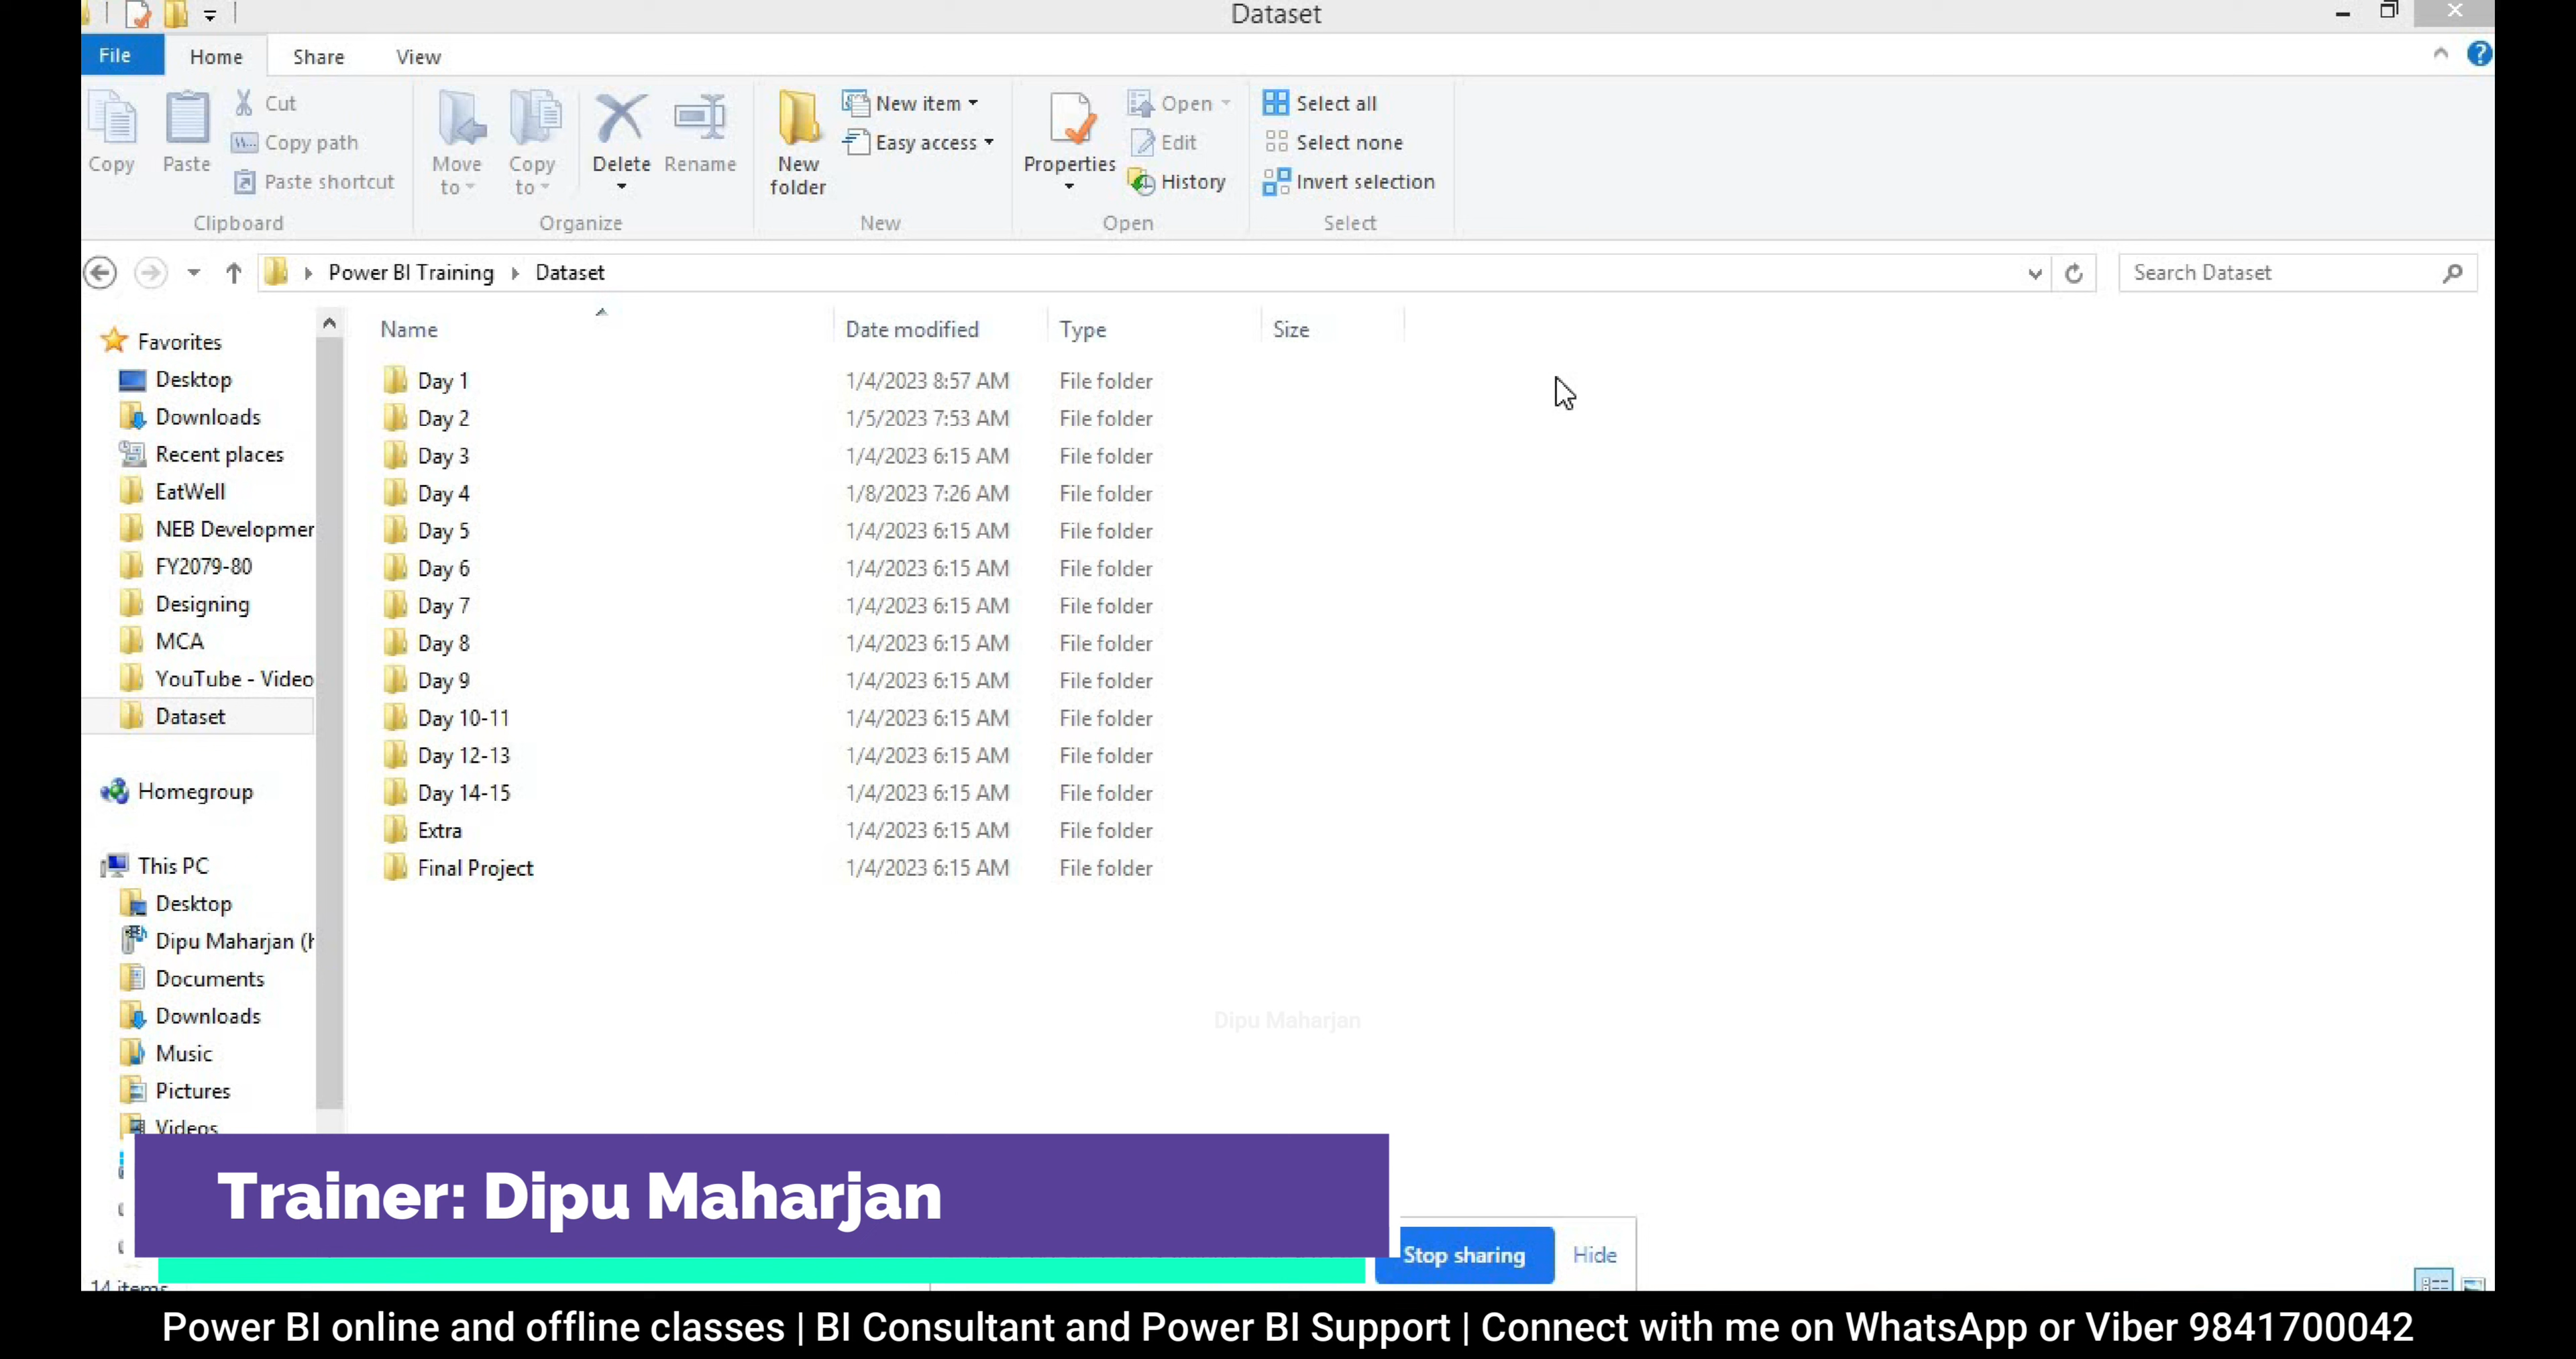 Dataset
File Home Share View
Cut
Copy path
Paste shortcut
Copy Paste
Move to Copy to Delete Rename
New folder
New item
Easy access
Properties
Open
Edit
History
Select all
Select none
Invert selection
Clipboard Organize New Open Select
Power BI Training Dataset Search Dataset
Name Date modified Type Size
Favorites
Desktop
Downloads
Recent places
EatWell
NEB Developmer
FY2079-80
Designing
MCA
YouTube - Video
Dataset
Homegroup
This PC
Desktop
Dipu Maharjan (h
Documents
Downloads
Music
Pictures
Videos
Day 1 1/4/2023 8:57 AM File folder
Day 2 1/5/2023 7:53 AM File folder
Day 3 1/4/2023 6:15 AM File folder
Day 4 1/8/2023 7:26 AM File folder
Day 5 1/4/2023 6:15 AM File folder
Day 6 1/4/2023 6:15 AM File folder
Day 7 1/4/2023 6:15 AM File folder
Day 8 1/4/2023 6:15 AM File folder
Day 9 1/4/2023 6:15 AM File folder
Day 10-11 1/4/2023 6:15 AM File folder
Day 12-13 1/4/2023 6:15 AM File folder
Day 14-15 1/4/2023 6:15 AM File folder
Extra 1/4/2023 6:15 AM File folder
Final Project 1/4/2023 6:15 AM File folder
Dipu Maharjan
Trainer: Dipu Maharjan
Stop sharing Hide
14 items
Power BI online and offline classes | BI Consultant and Power BI Support | Connect with me on WhatsApp or Viber 9841700042